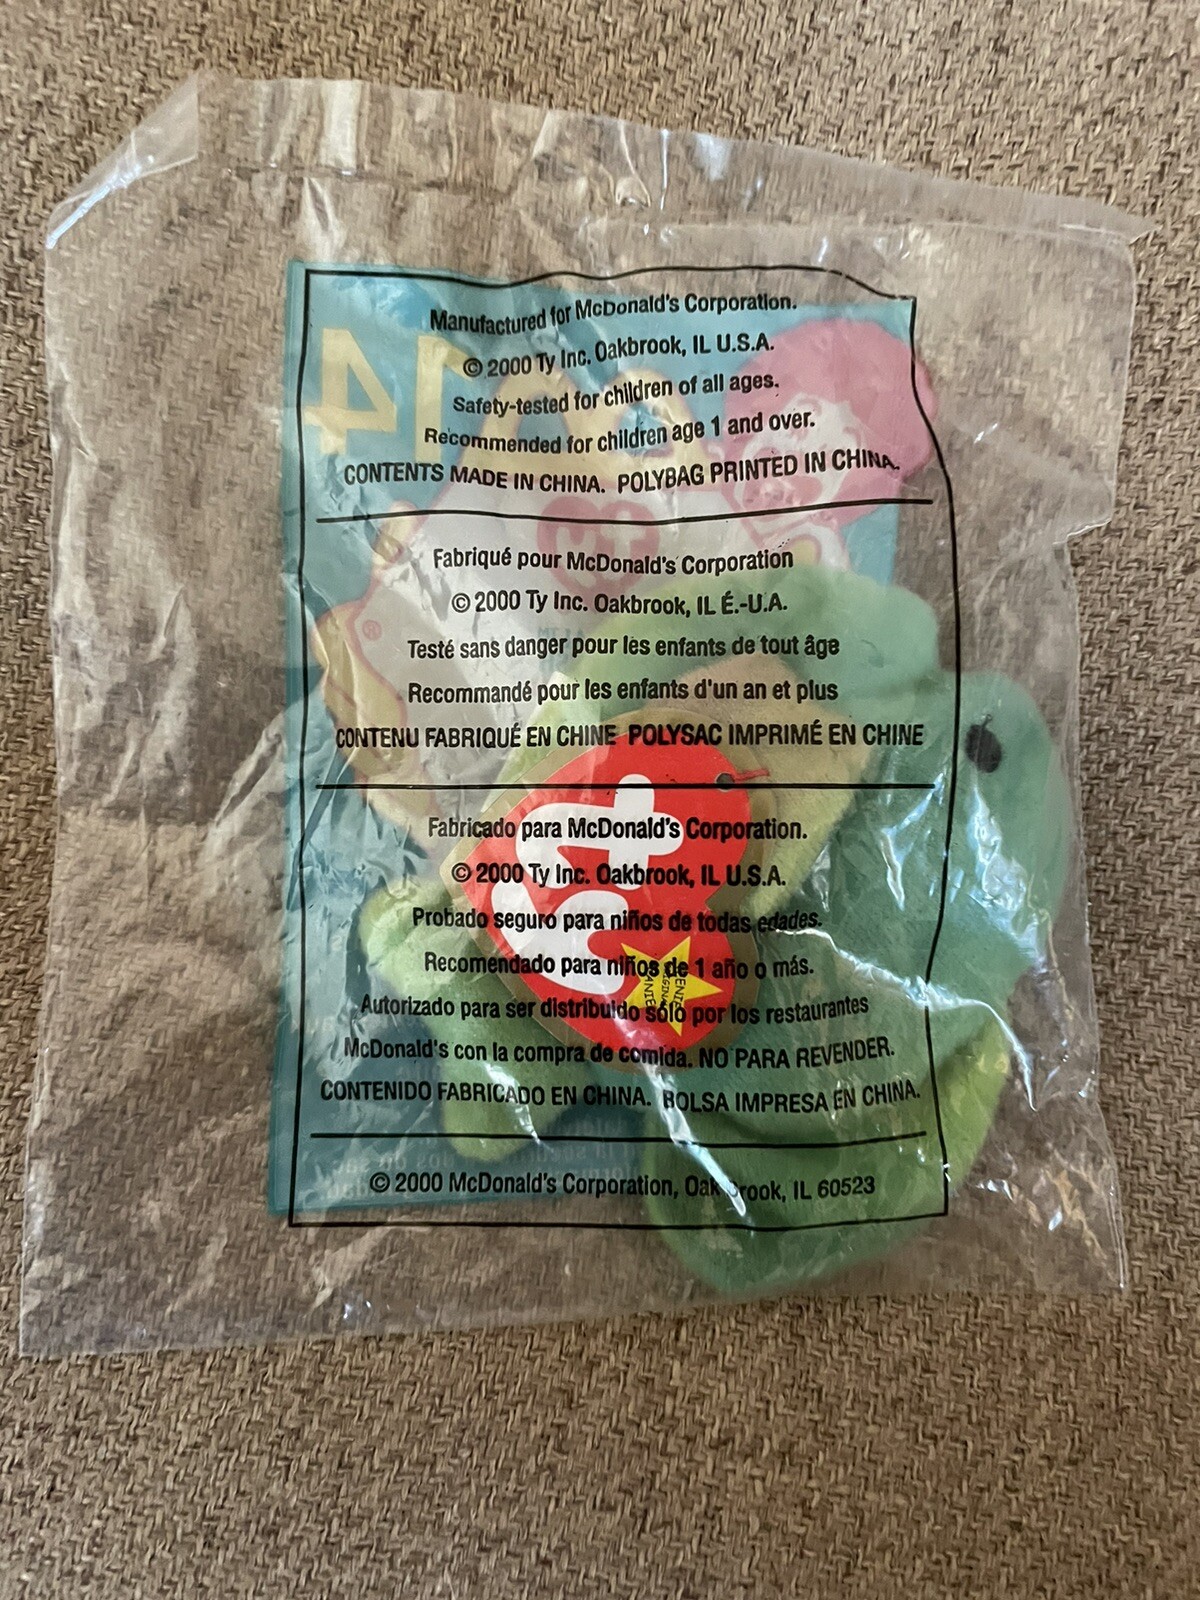 Manufactured for McDonald's Corporation.
© 2000 Ty Inc. Oakbrook, IL U.S.A.
Safety-tested for children of all ages.
Recommended for children age 1 and over.
CONTENTS MADE IN CHINA. POLYBAG PRINTED IN CHINA.
14
ty
®
Fabriqué pour McDonald's Corporation
© 2000 Ty Inc. Oakbrook, IL É.-U.A.
Testé sans danger pour les enfants de tout âge
Recommandé pour les enfants d'un an et plus
CONTENU FABRIQUÉ EN CHINE POLYSAC IMPRIMÉ EN CHINE
Fabricado para McDonald's Corporation.
© 2000 Ty Inc. Oakbrook, IL U.S.A.
Probado seguro para niños de todas edades.
Recomendado para niños de 1 año o más.
Autorizado para ser distribuido sólo por los restaurantes
McDonald's con la compra de comida. NO PARA REVENDER.
CONTENIDO FABRICADO EN CHINA. BOLSA IMPRESA EN CHINA.
ty
© 2000 McDonald's Corporation, Oak Brook, IL 60523